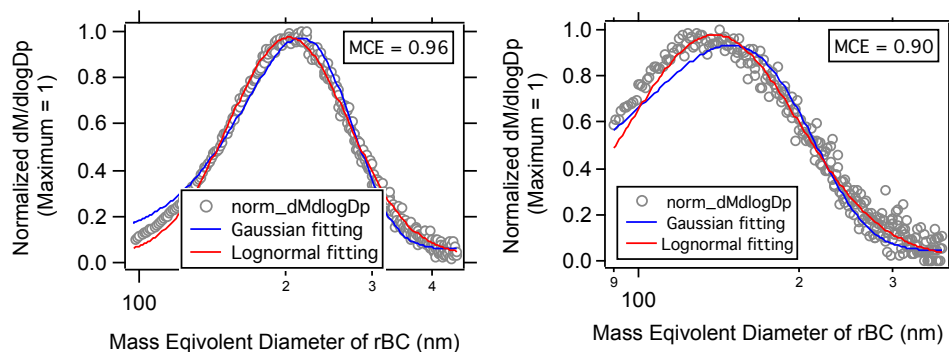 Normalized dM/dlogDp
(Maximum = 1)
1.0
0.8
0.6
0.4
0.2
0.0
MCE = 0.96
norm_dMdlogDp
Gaussian fitting
Lognormal fitting
100
2
3
4
Mass Eqivolent Diameter of rBC (nm)
Normalized dM/dlogDp
(Maximum = 1)
1.0
0.8
0.6
0.4
0.2
0.0
MCE = 0.90
norm_dMdlogDp
Gaussian fitting
Lognormal fitting
9
100
2
3
Mass Eqivolent Diameter of rBC (nm)